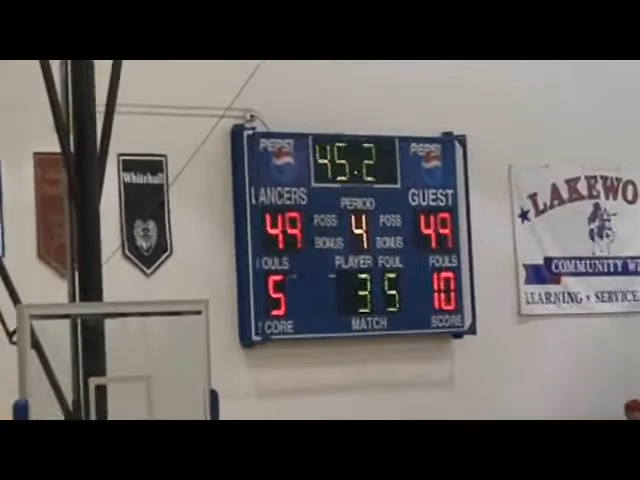 PEPSI 45.2 PEPSI
LANCERS PERIOD GUEST
49 POSS 4 POSS 49
BONUS BONUS
FOULS PLAYER FOUL FOULS
5 3 5 10
SCORE MATCH SCORE
Whitehall
LAKEWO
COMMUNITY
LEARNING ★ SERVICE